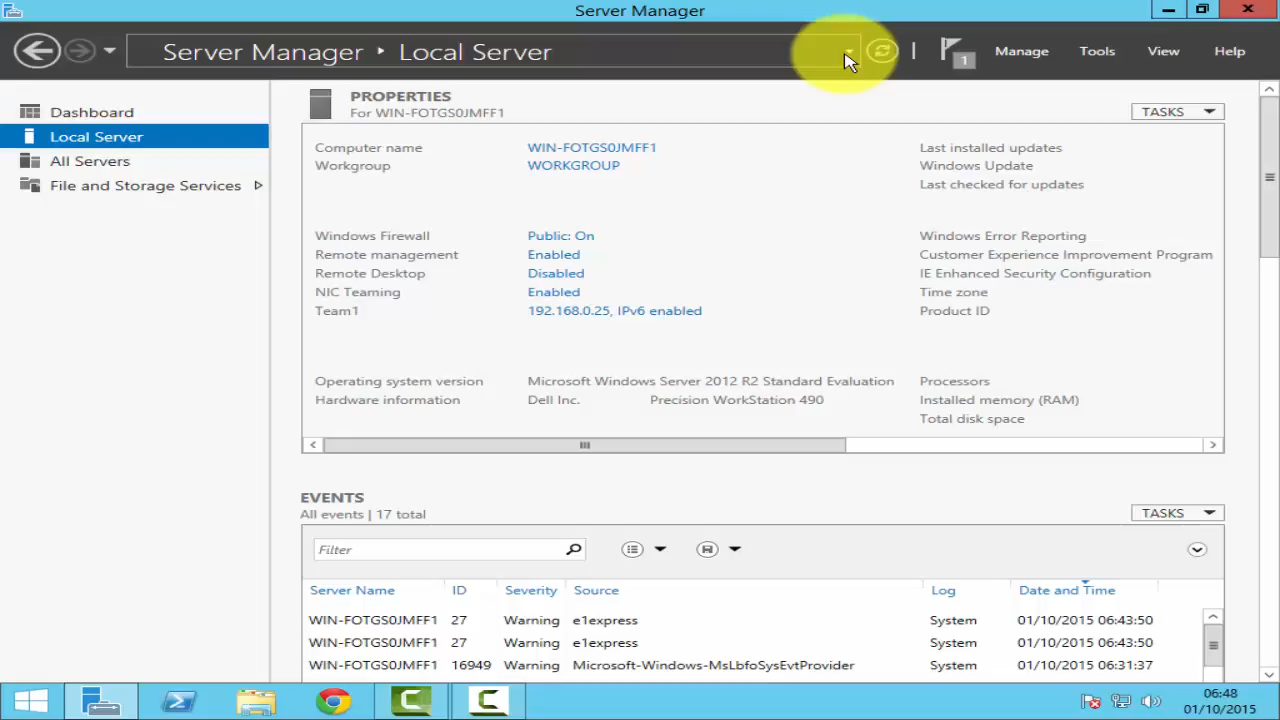 Server Manager
Server Manager ‣ Local Server
1
Manage
Tools
View
Help
Dashboard
Local Server
All Servers
File and Storage Services
PROPERTIES
For WIN-FOTGS0JMFF1
TASKS
Computer name WIN-FOTGS0JMFF1 Last installed updates
Workgroup WORKGROUP Windows Update
Last checked for updates
Windows Firewall Public: On Windows Error Reporting
Remote management Enabled Customer Experience Improvement Program
Remote Desktop Disabled IE Enhanced Security Configuration
NIC Teaming Enabled Time zone
Team1 192.168.0.25, IPv6 enabled Product ID
Operating system version Microsoft Windows Server 2012 R2 Standard Evaluation Processors
Hardware information Dell Inc. Precision WorkStation 490 Installed memory (RAM)
Total disk space
EVENTS
All events | 17 total
TASKS
Filter
Server Name ID Severity Source Log Date and Time
WIN-FOTGS0JMFF1 27 Warning e1express System 01/10/2015 06:43:50
WIN-FOTGS0JMFF1 27 Warning e1express System 01/10/2015 06:43:50
WIN-FOTGS0JMFF1 16949 Warning Microsoft-Windows-MsLbfoSysEvtProvider System 01/10/2015 06:31:37
06:48
01/10/2015